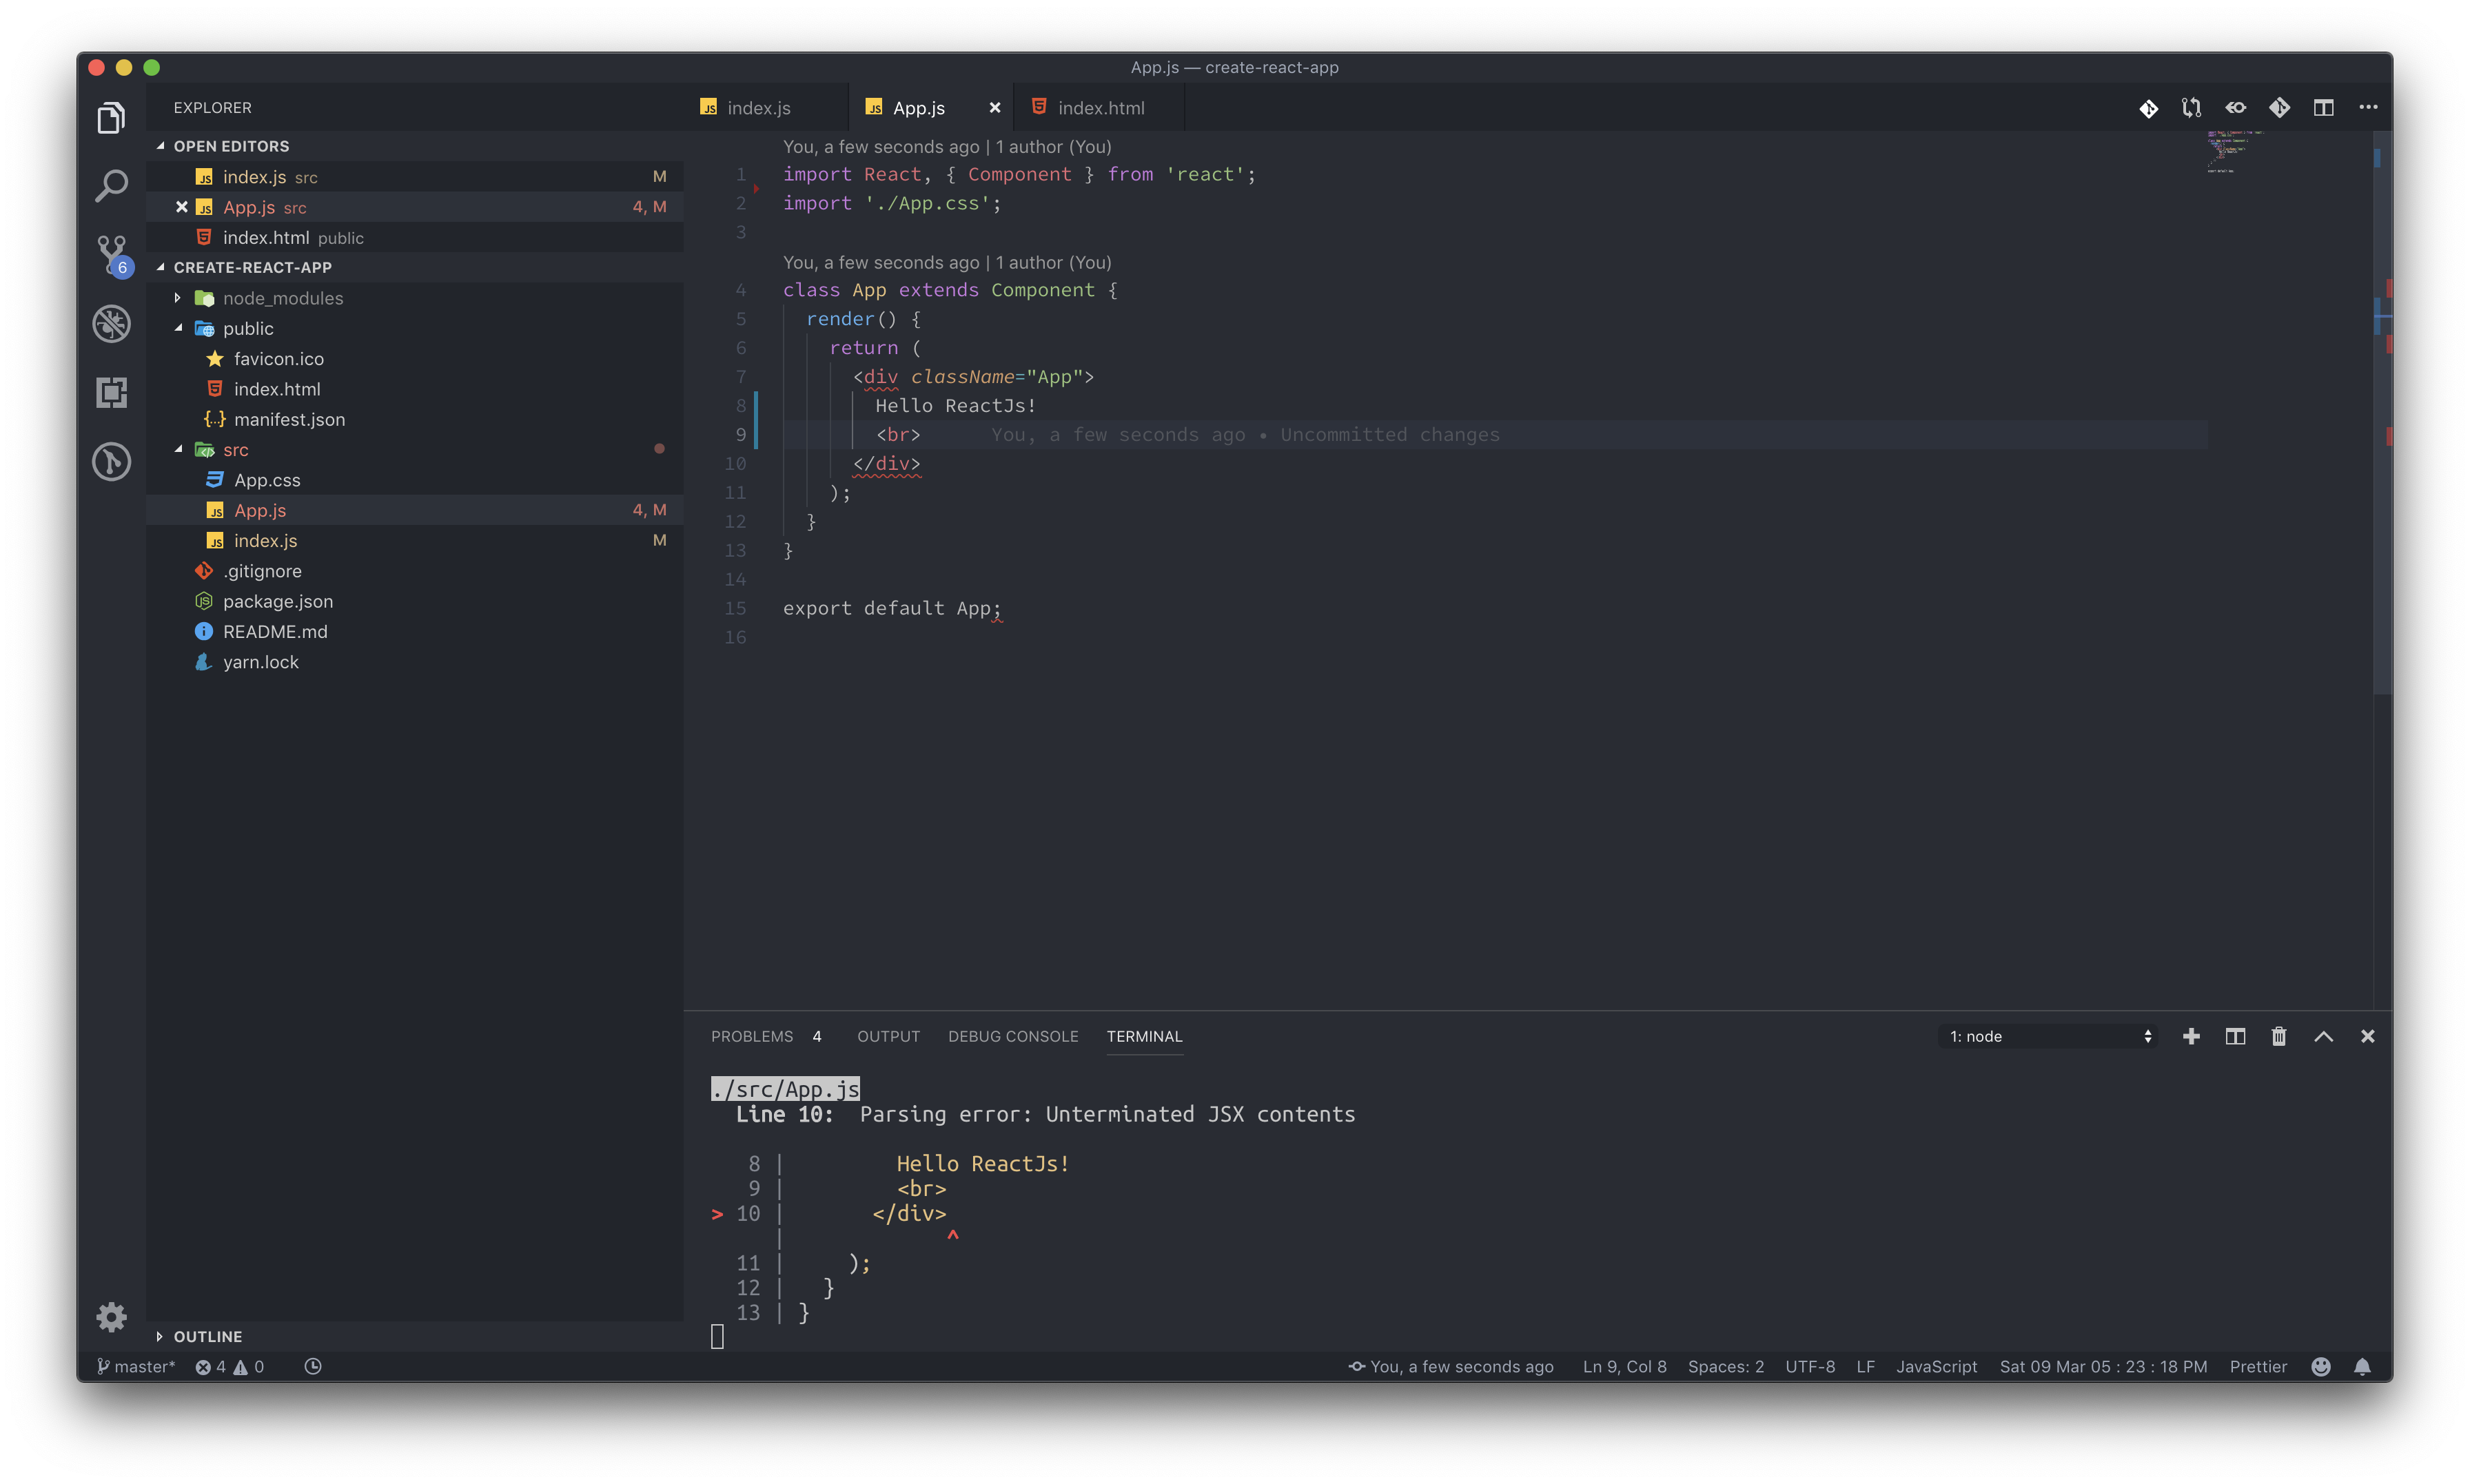 App.js — create-react-app
EXPLORER
OPEN EDITORS
index.js src M
App.js src 4, M
index.html public
CREATE-REACT-APP
node_modules
public
favicon.ico
index.html
manifest.json
src
App.css
App.js 4, M
index.js M
.gitignore
package.json
README.md
yarn.lock
OUTLINE
6
index.js
App.js
index.html
You, a few seconds ago | 1 author (You)
1 import React, { Component } from 'react';
2 import './App.css';
3
You, a few seconds ago | 1 author (You)
4 class App extends Component {
5   render() {
6     return (
7       <div className="App">
8         Hello ReactJs!
9         <br> You, a few seconds ago • Uncommitted changes
10       </div>
11     );
12   }
13 }
14
15 export default App;
16
PROBLEMS 4 OUTPUT DEBUG CONSOLE TERMINAL 1: node
./src/App.js
  Line 10:  Parsing error: Unterminated JSX contents
   8 |         Hello ReactJs!
   9 |         <br>
> 10 |       </div>
     |             ^
  11 |     );
  12 |   }
  13 | }
master* 4 0 You, a few seconds ago Ln 9, Col 8 Spaces: 2 UTF-8 LF JavaScript Sat 09 Mar 05 : 23 : 18 PM Prettier